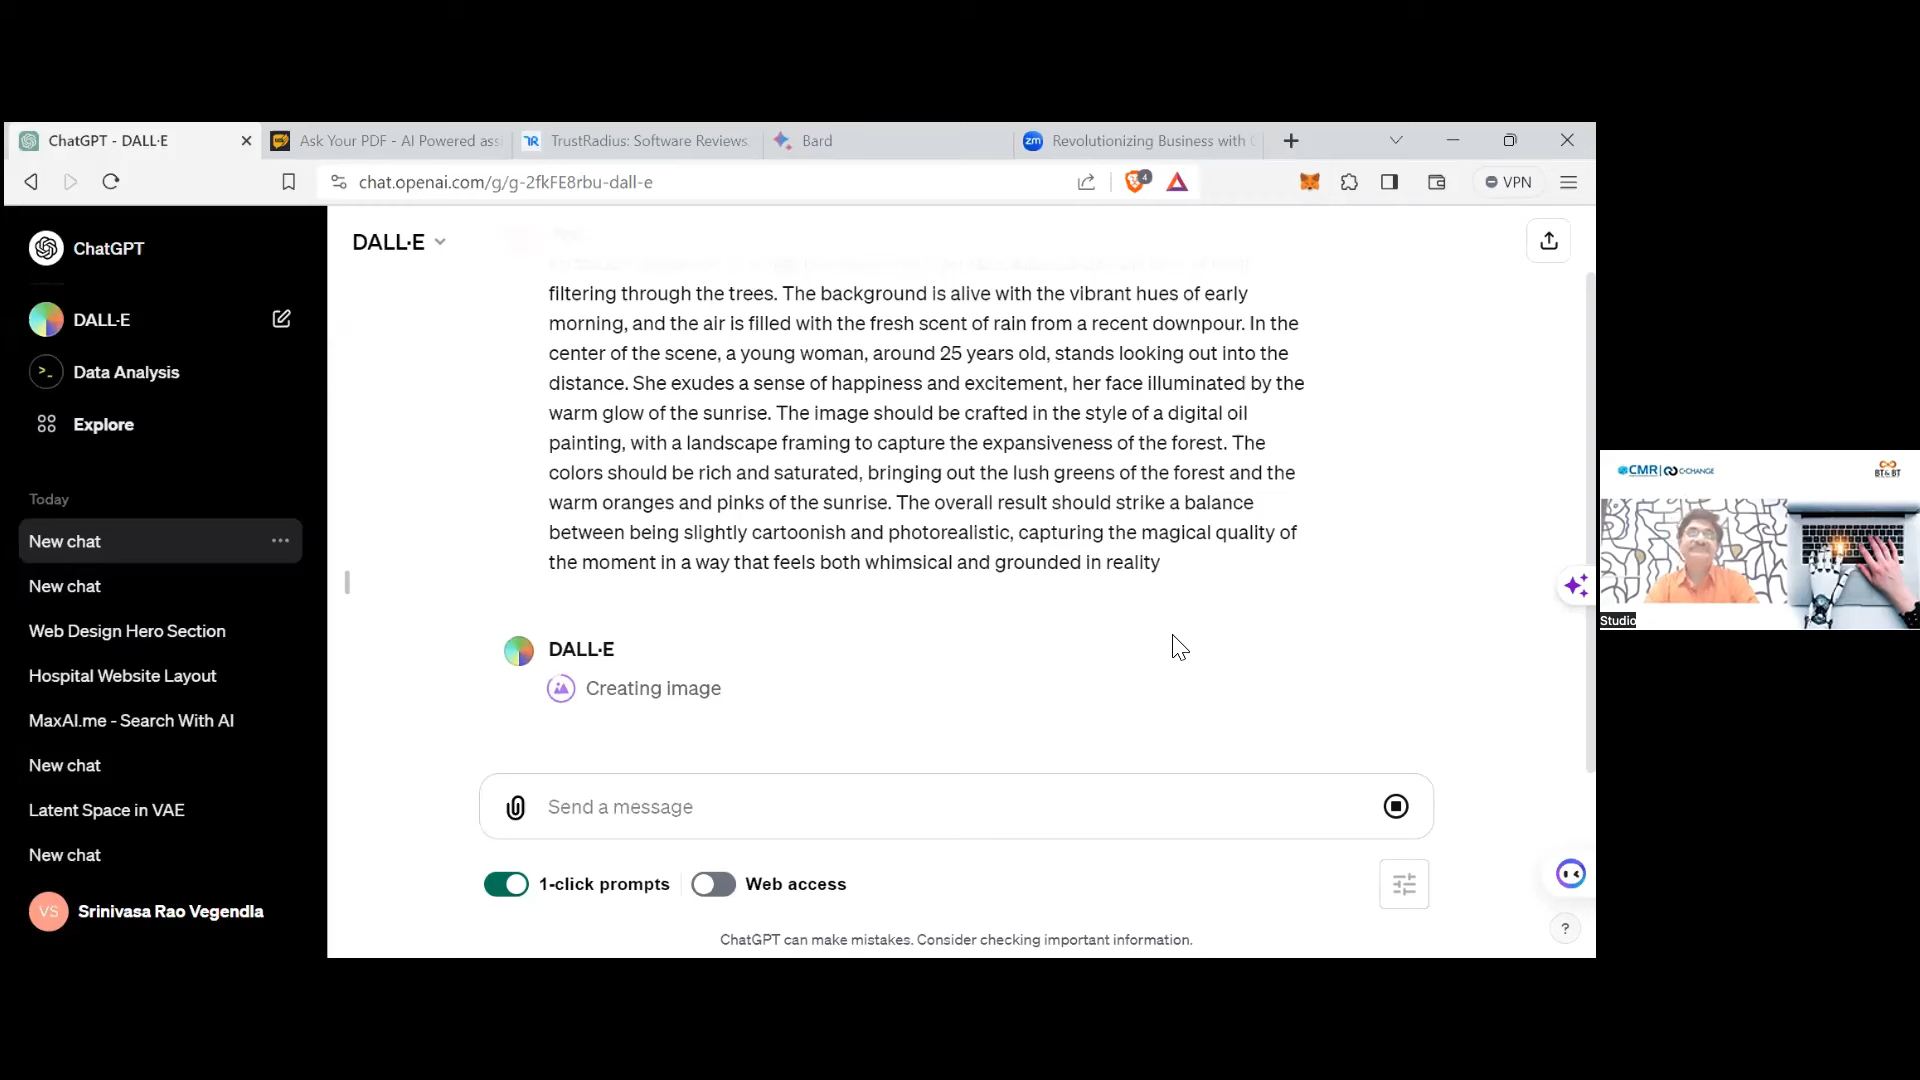 ChatGPT - DALL·E
Ask Your PDF - AI Powered ass
TrustRadius: Software Reviews
Bard
Revolutionizing Business with
chat.openai.com/g/g-2fkFE8rbu-dall-e
4
VPN
ChatGPT
DALL·E
Data Analysis
Explore
Today
New chat
New chat
Web Design Hero Section
Hospital Website Layout
MaxAI.me - Search With AI
New chat
Latent Space in VAE
New chat
VS
Srinivasa Rao Vegendla
DALL·E
filtering through the trees. The background is alive with the vibrant hues of early
morning, and the air is filled with the fresh scent of rain from a recent downpour. In the
center of the scene, a young woman, around 25 years old, stands looking out into the
distance. She exudes a sense of happiness and excitement, her face illuminated by the
warm glow of the sunrise. The image should be crafted in the style of a digital oil
painting, with a landscape framing to capture the expansiveness of the forest. The
colors should be rich and saturated, bringing out the lush greens of the forest and the
warm oranges and pinks of the sunrise. The overall result should strike a balance
between being slightly cartoonish and photorealistic, capturing the magical quality of
the moment in a way that feels both whimsical and grounded in reality
DALL·E
Creating image
Send a message
1-click prompts
Web access
ChatGPT can make mistakes. Consider checking important information.
?
CMR | C-CHANGE
BT& BT
Studio